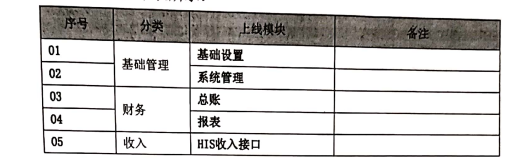 序号 分类 上线模块 备注
01 基础管理 基础设置
02 系统管理
03 财务 总账
04 报表
05 收入 HIS收入接口